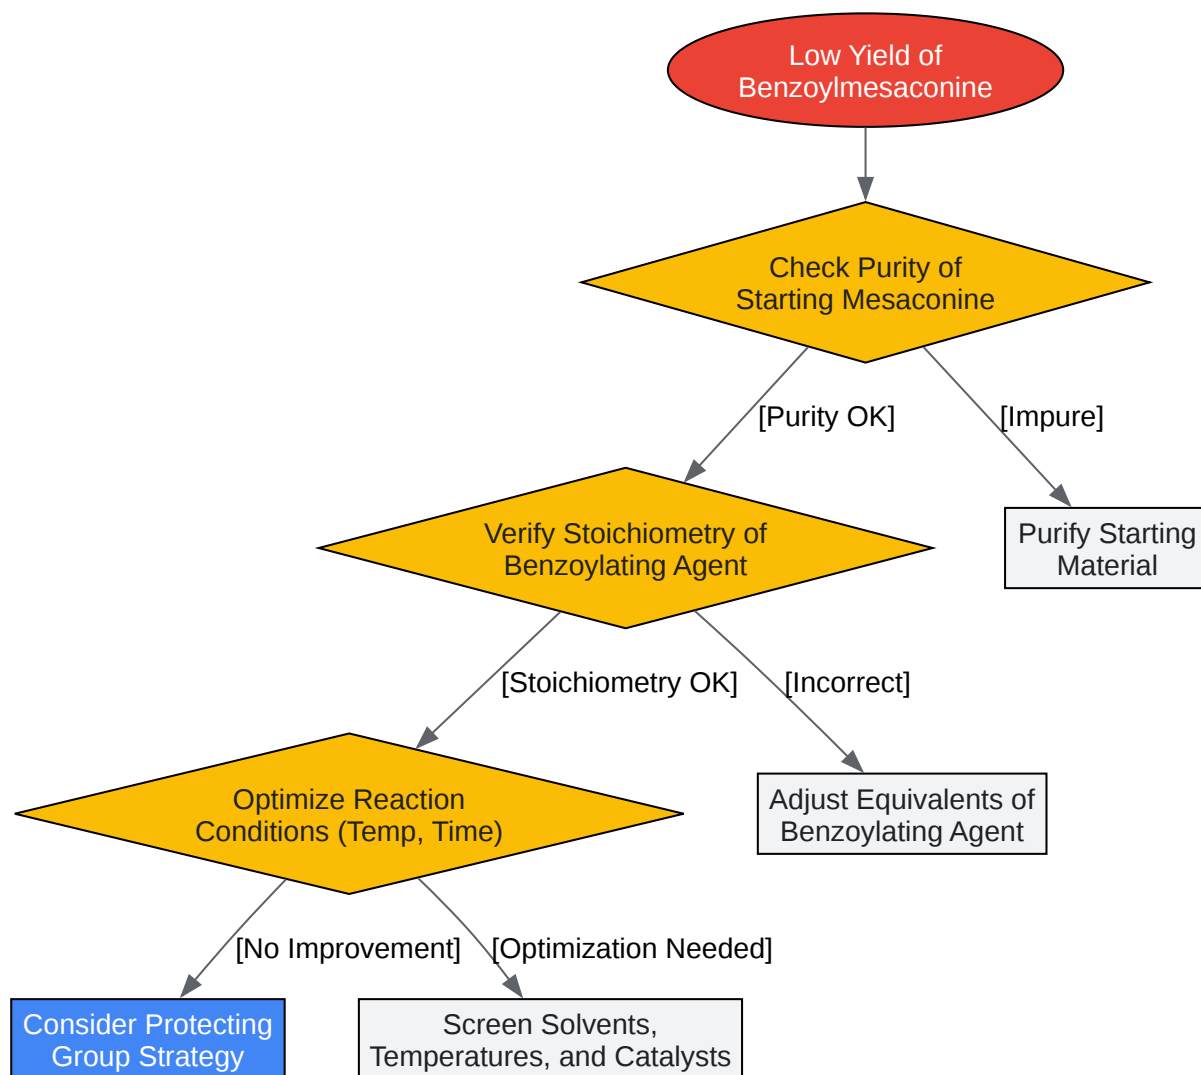 Low Yield of
Benzoylmesaconine
Check Purity of
Starting Mesaconine
[Purity OK]
[Impure]
Verify Stoichiometry of
Benzoylating Agent
Purify Starting
Material
[Stoichiometry OK]
[Incorrect]
Optimize Reaction
Conditions (Temp, Time)
Adjust Equivalents of
Benzoylating Agent
[No Improvement]
[Optimization Needed]
Consider Protecting
Group Strategy
Screen Solvents,
Temperatures, and Catalysts